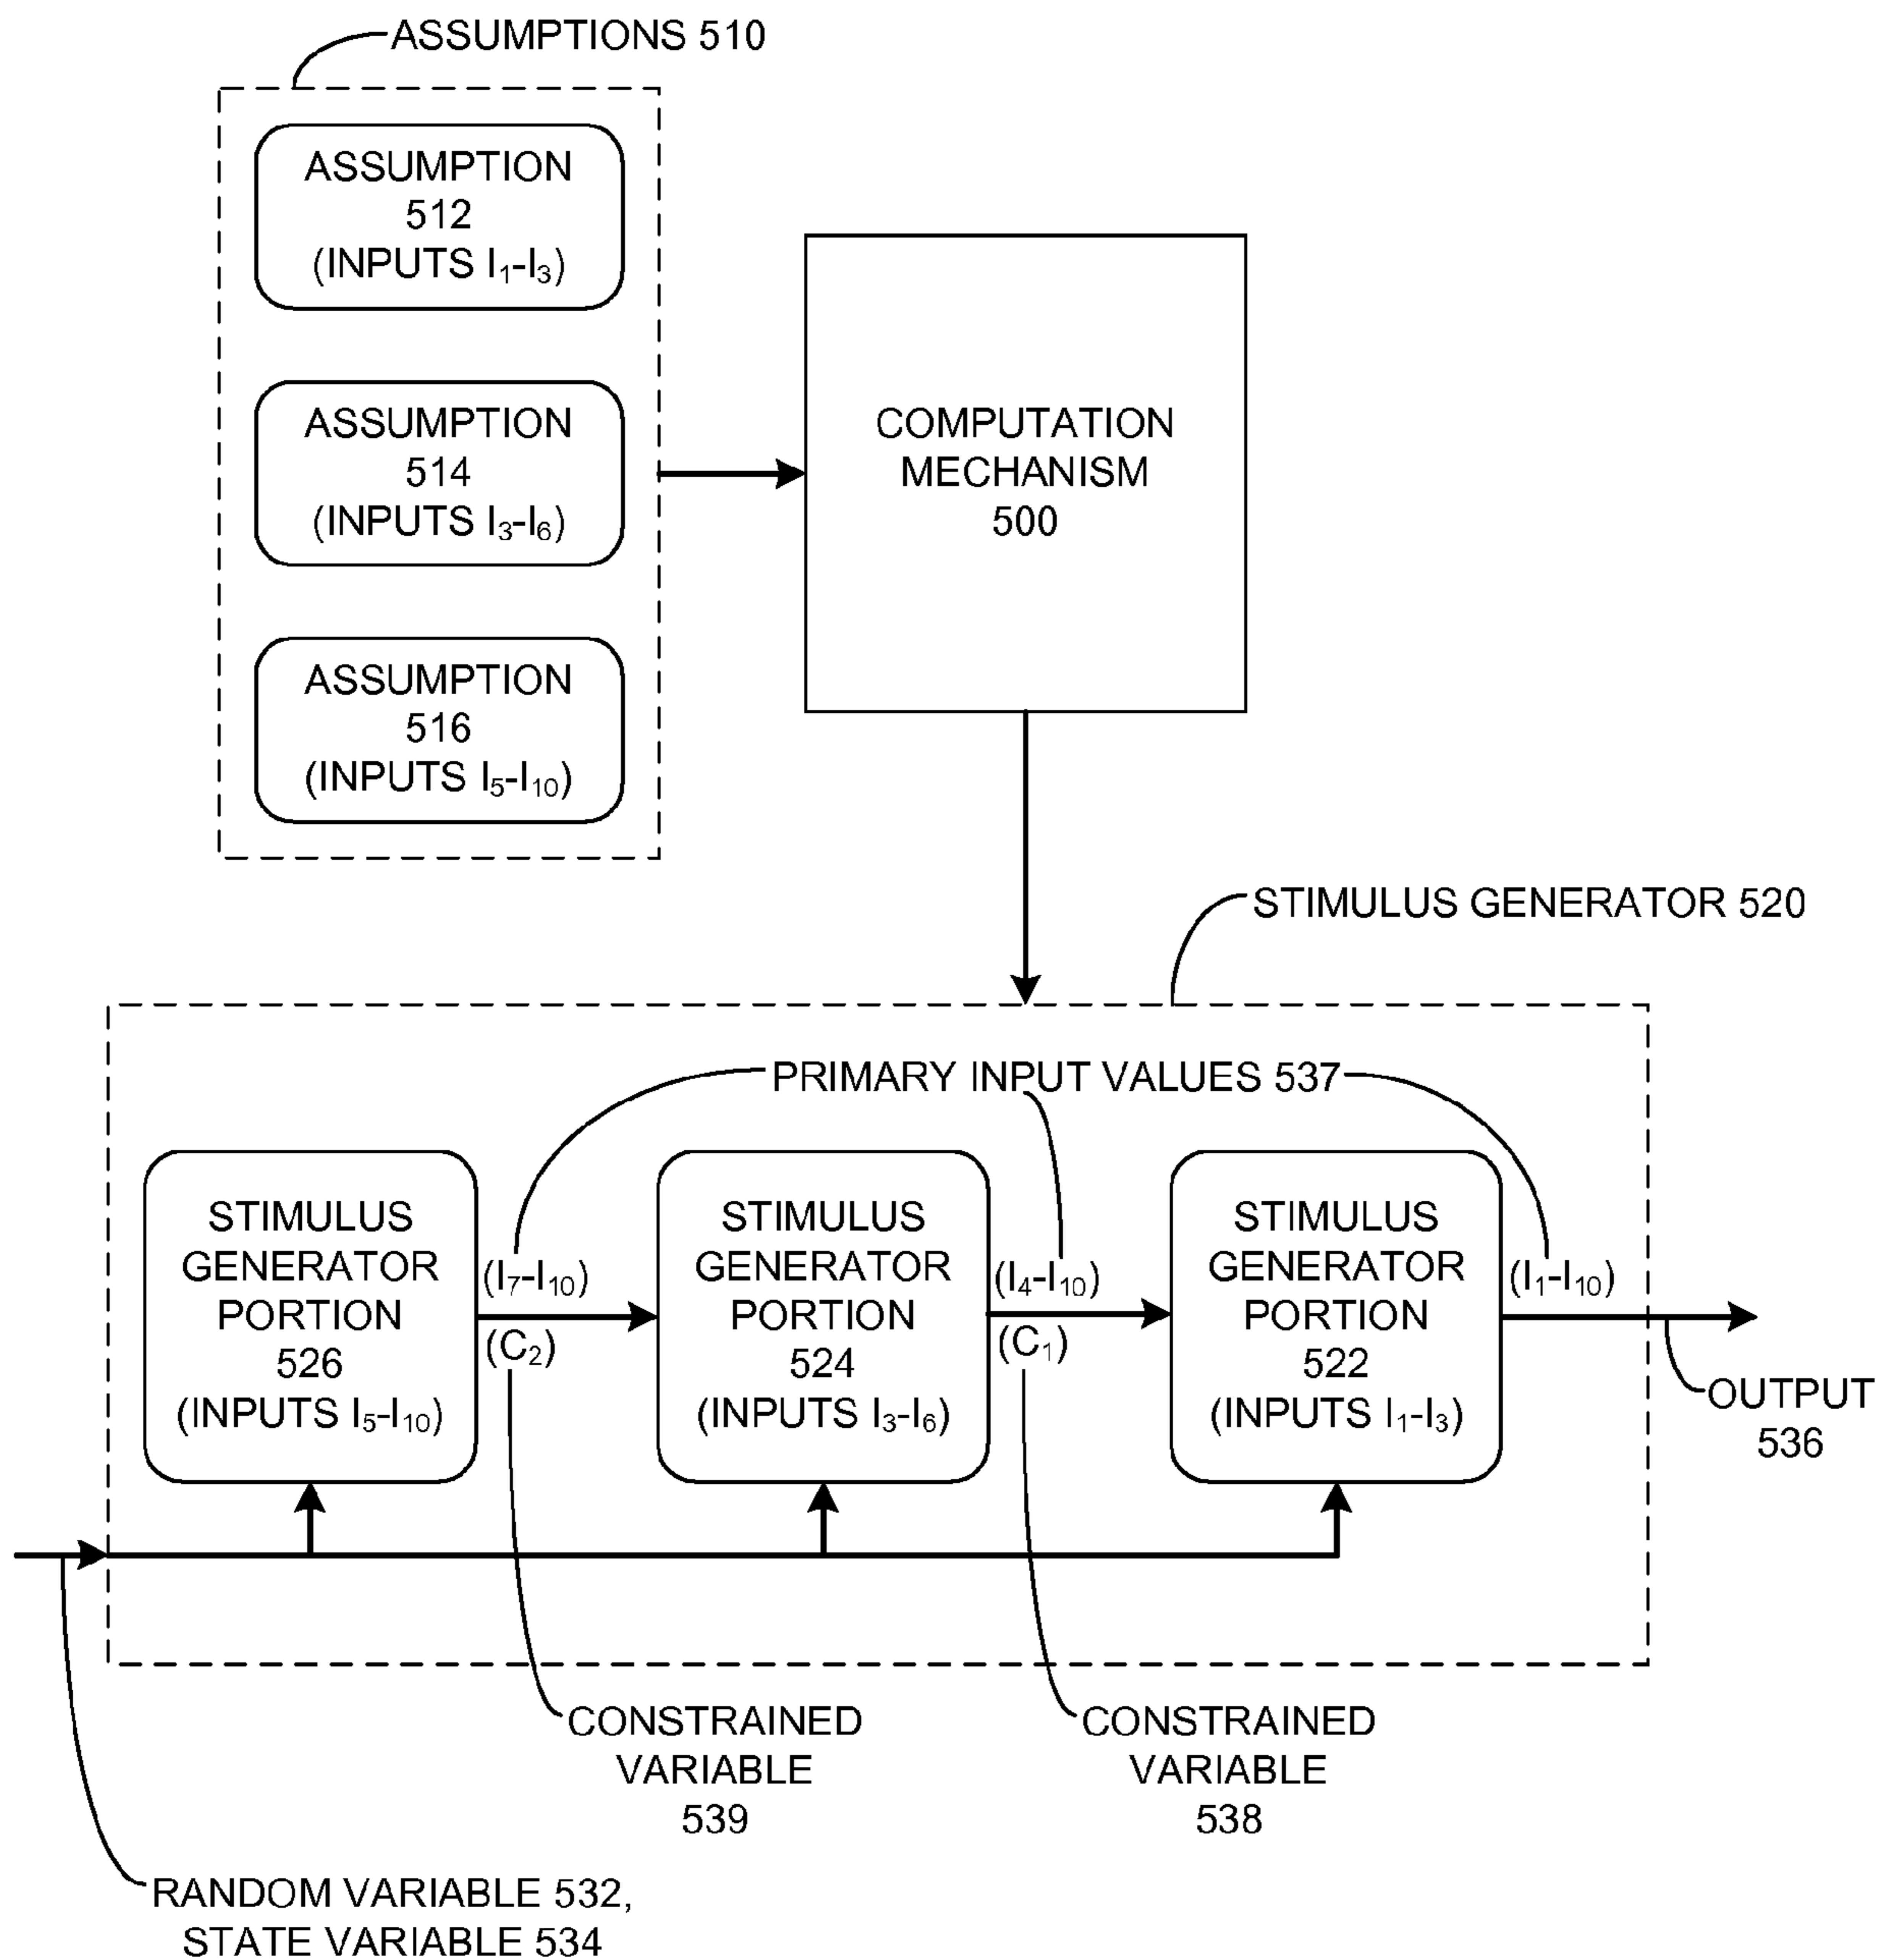 ASSUMPTIONS 510
ASSUMPTION
512
(INPUTS I₁-I₃)
ASSUMPTION
514
(INPUTS I₃-I₆)
ASSUMPTION
516
(INPUTS I₅-I₁₀)
COMPUTATION
MECHANISM
500
STIMULUS GENERATOR 520
PRIMARY INPUT VALUES 537
STIMULUS
GENERATOR
PORTION
526
(INPUTS I₅-I₁₀)
(I₇-I₁₀)
(C₂)
STIMULUS
GENERATOR
PORTION
524
(INPUTS I₃-I₆)
(I₄-I₁₀)
(C₁)
STIMULUS
GENERATOR
PORTION
522
(INPUTS I₁-I₃)
(I₁-I₁₀)
OUTPUT
536
CONSTRAINED
VARIABLE
539
CONSTRAINED
VARIABLE
538
RANDOM VARIABLE 532,
STATE VARIABLE 534